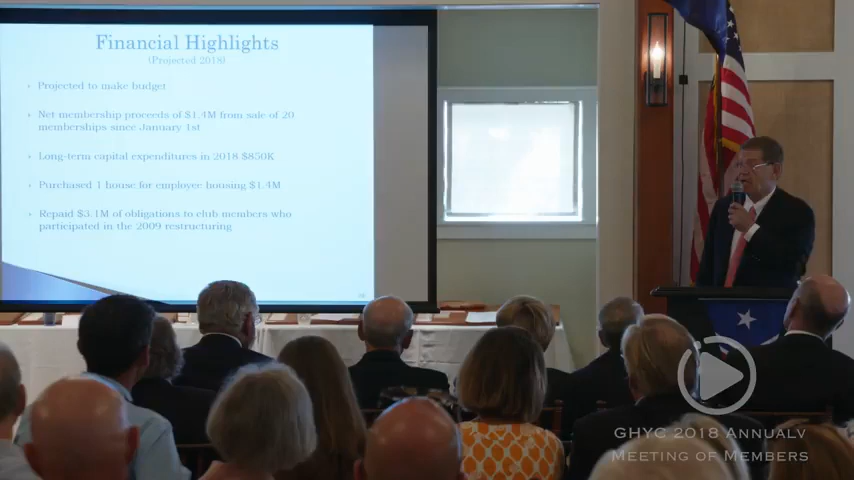 Financial Highlights
(Projected 2018)
Projected to make budget
Net membership proceeds of $1.4M from sale of 20
memberships since January 1st
Long-term capital expenditures in 2018 $850K
Purchased 1 house for employee housing $1.4M
Repaid $3.1M of obligations to club members who
participated in the 2009 restructuring
GHYC 2018 Annualv
Meeting of Members